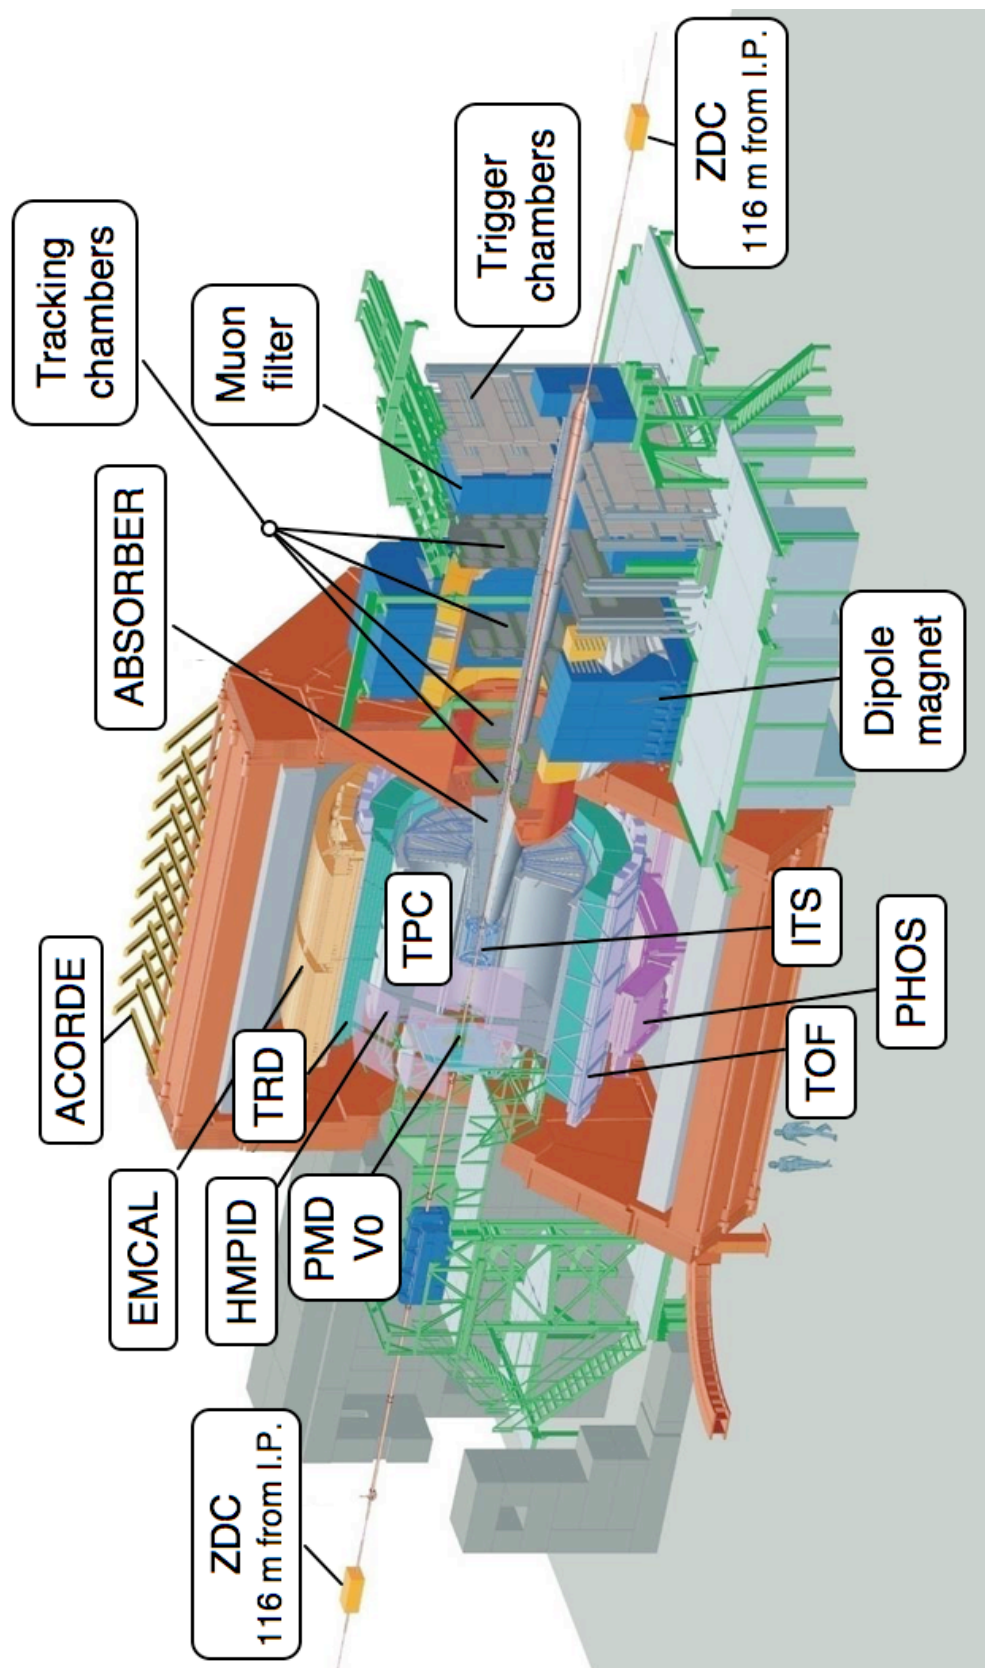 Tracking
chambers
ACORDE
ABSORBER
EMCAL
HMPID
ZDC
116 m from I.P.
Muon
filter
TRD
PMD
V0
TPC
Trigger
chambers
ZDC
116 m from I.P.
ITS
TOF
Dipole
magnet
PHOS